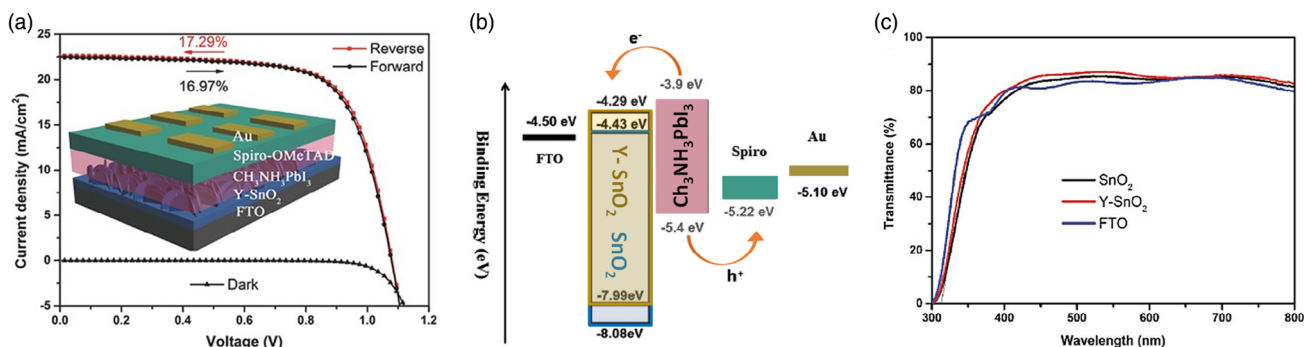 (a)
25
20
15
10
5
0
-5
0.0 0.2 0.4 0.6 0.8 1.0 1.2
Current density (mA/cm²)
Voltage (V)
17.29%
16.97%
Reverse
Forward
Au
Spiro-OMeTAD
CH₃NH₃PbI₃
Y-SnO₂
FTO
Dark
(b)
Binding Energy (eV)
e⁻
-4.50 eV
FTO
-4.29 eV
-4.43 eV
Y- SnO₂
SnO₂
-7.99eV
-8.08eV
-3.9 eV
Ch₃NH₃PbI₃
-5.4 eV
h⁺
Spiro
-5.22 eV
Au
-5.10 eV
(c)
100
80
60
40
20
0
300 400 500 600 700 800
Transmittance (%)
Wavelength (nm)
SnO₂
Y-SnO₂
FTO